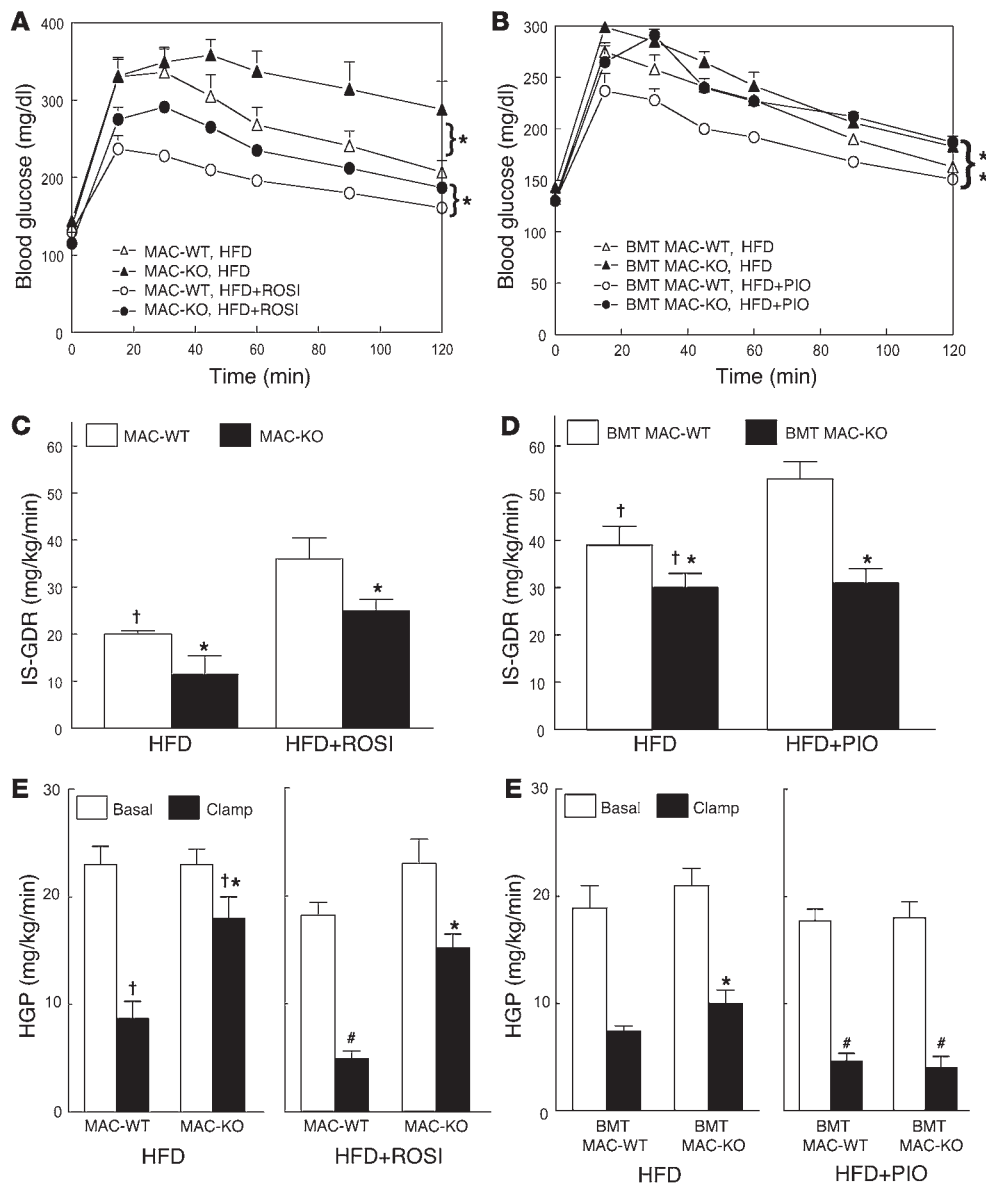 A
Blood glucose (mg/dl)
400
300
200
100
0
MAC-WT, HFD
MAC-KO, HFD
MAC-WT, HFD+ROSI
MAC-KO, HFD+ROSI
*
*
0 20 40 60 80 100 120
Time (min)
B
Blood glucose (mg/dl)
300
250
200
150
100
50
0
BMT MAC-WT, HFD
BMT MAC-KO, HFD
BMT MAC-WT, HFD+PIO
BMT MAC-KO, HFD+PIO
*
*
0 20 40 60 80 100 120
Time (min)
C
MAC-WT MAC-KO
IS-GDR (mg/kg/min)
60
50
40
30
20
10
0
† * *
HFD HFD+ROSI
D
BMT MAC-WT BMT MAC-KO
IS-GDR (mg/kg/min)
60
50
40
30
20
10
0
† † * *
HFD HFD+PIO
E
Basal Clamp
HGP (mg/kg/min)
30
20
10
0
† †* # *
MAC-WT MAC-KO MAC-WT MAC-KO
HFD HFD+ROSI
E
Basal Clamp
HGP (mg/kg/min)
30
20
10
0
* # #
BMT BMT BMT BMT
MAC-WT MAC-KO MAC-WT MAC-KO
HFD HFD+PIO